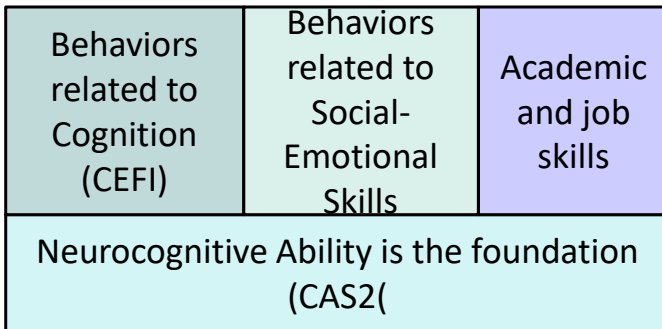 Behaviors
related to
Cognition
(CEFI)
Behaviors
related to
Social-
Emotional
Skills
Academic
and job
skills
Neurocognitive Ability is the foundation
(CAS2(